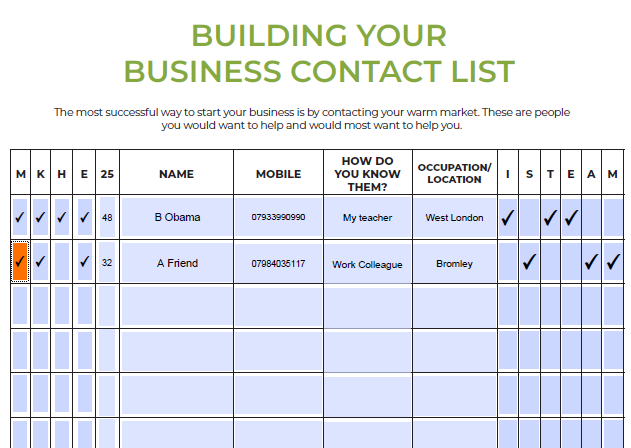 BUILDING YOUR
BUSINESS CONTACT LIST
The most successful way to start your business is by contacting your warm market. These are people
you would want to help and would most want to help you.
M K H E 25 NAME MOBILE HOW DO YOU KNOW THEM? OCCUPATION/ LOCATION I S T E A M
✓ ✓ ✓ ✓ 48 B Obama 07933990990 My teacher West London ✓ ✓ ✓
✓ ✓ ✓ 32 A Friend 07984035117 Work Colleague Bromley ✓ ✓ ✓